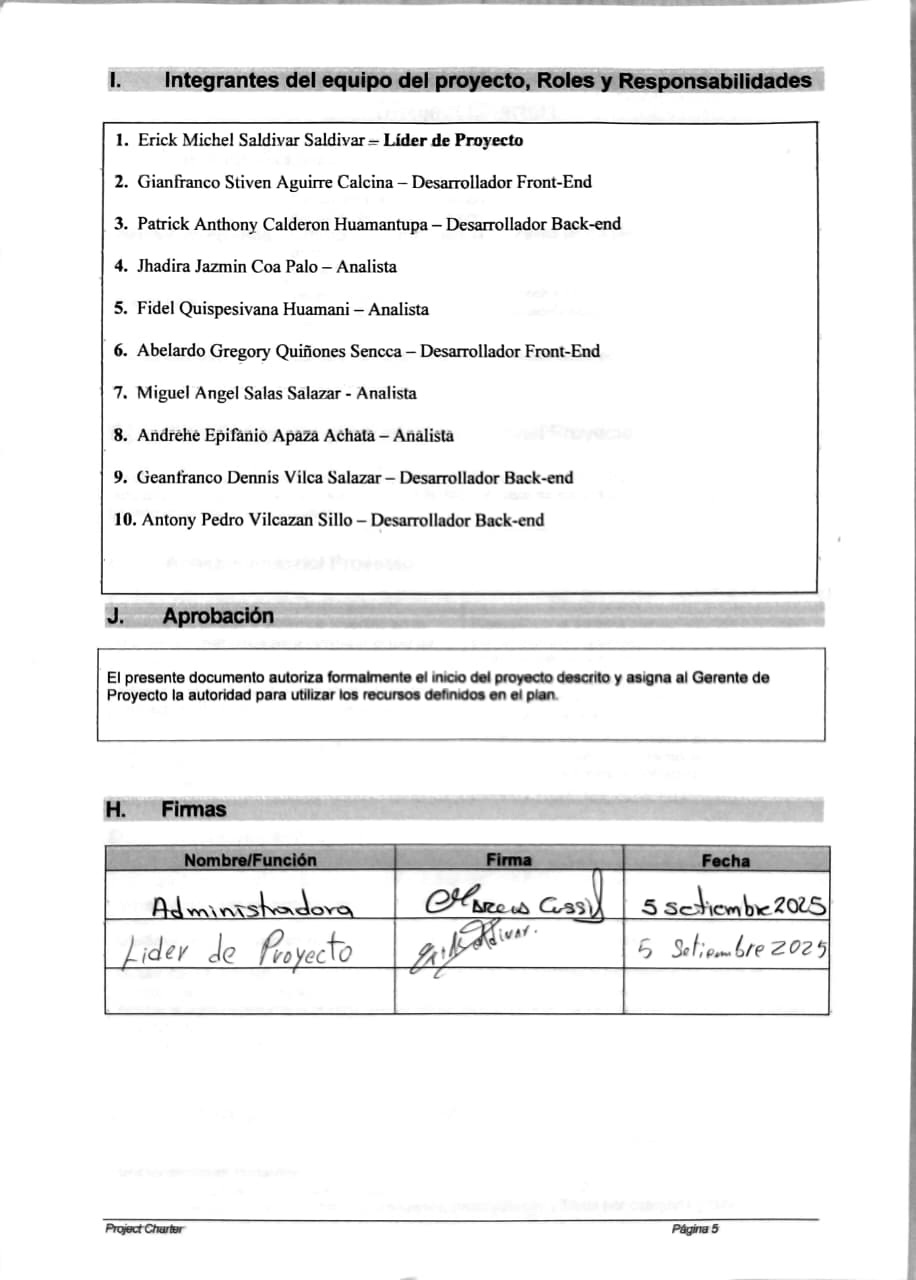 I. Integrantes del equipo del proyecto, Roles y Responsabilidades
1. Erick Michel Saldivar Saldivar – Líder de Proyecto
2. Gianfranco Stiven Aguirre Calcina – Desarrollador Front-End
3. Patrick Anthony Calderon Huamantupa – Desarrollador Back-end
4. Jhadira Jazmin Coa Palo – Analista
5. Fidel Quispesivana Huamani – Analista
6. Abelardo Gregory Quiñones Sencca – Desarrollador Front-End
7. Miguel Angel Salas Salazar - Analista
8. Andrehe Epifanio Apaza Achata – Analista
9. Geanfranco Dennis Vilca Salazar – Desarrollador Back-end
10. Antony Pedro Vilcazan Sillo – Desarrollador Back-end
J. Aprobación
El presente documento autoriza formalmente el inicio del proyecto descrito y asigna al Gerente de
Proyecto la autoridad para utilizar los recursos definidos en el plan.
H. Firmas
Nombre/Función Firma Fecha
Administradora 5 Setiembre 2025
Lider de Proyecto 5 Setiembre 2025
Project Charter Página 5